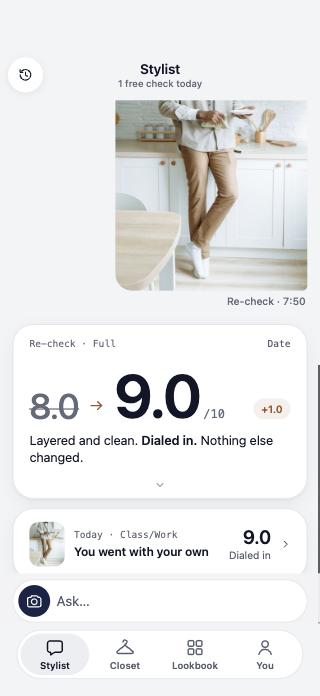 Stylist
1 free check today
Re-check · 7:50
Re-check · Full
Date
8.0 → 9.0 /10
+1.0
Layered and clean. Dialed in. Nothing else
changed.
Today · Class/Work
9.0
You went with your own
Dialed in
Ask...
Stylist
Closet
Lookbook
You